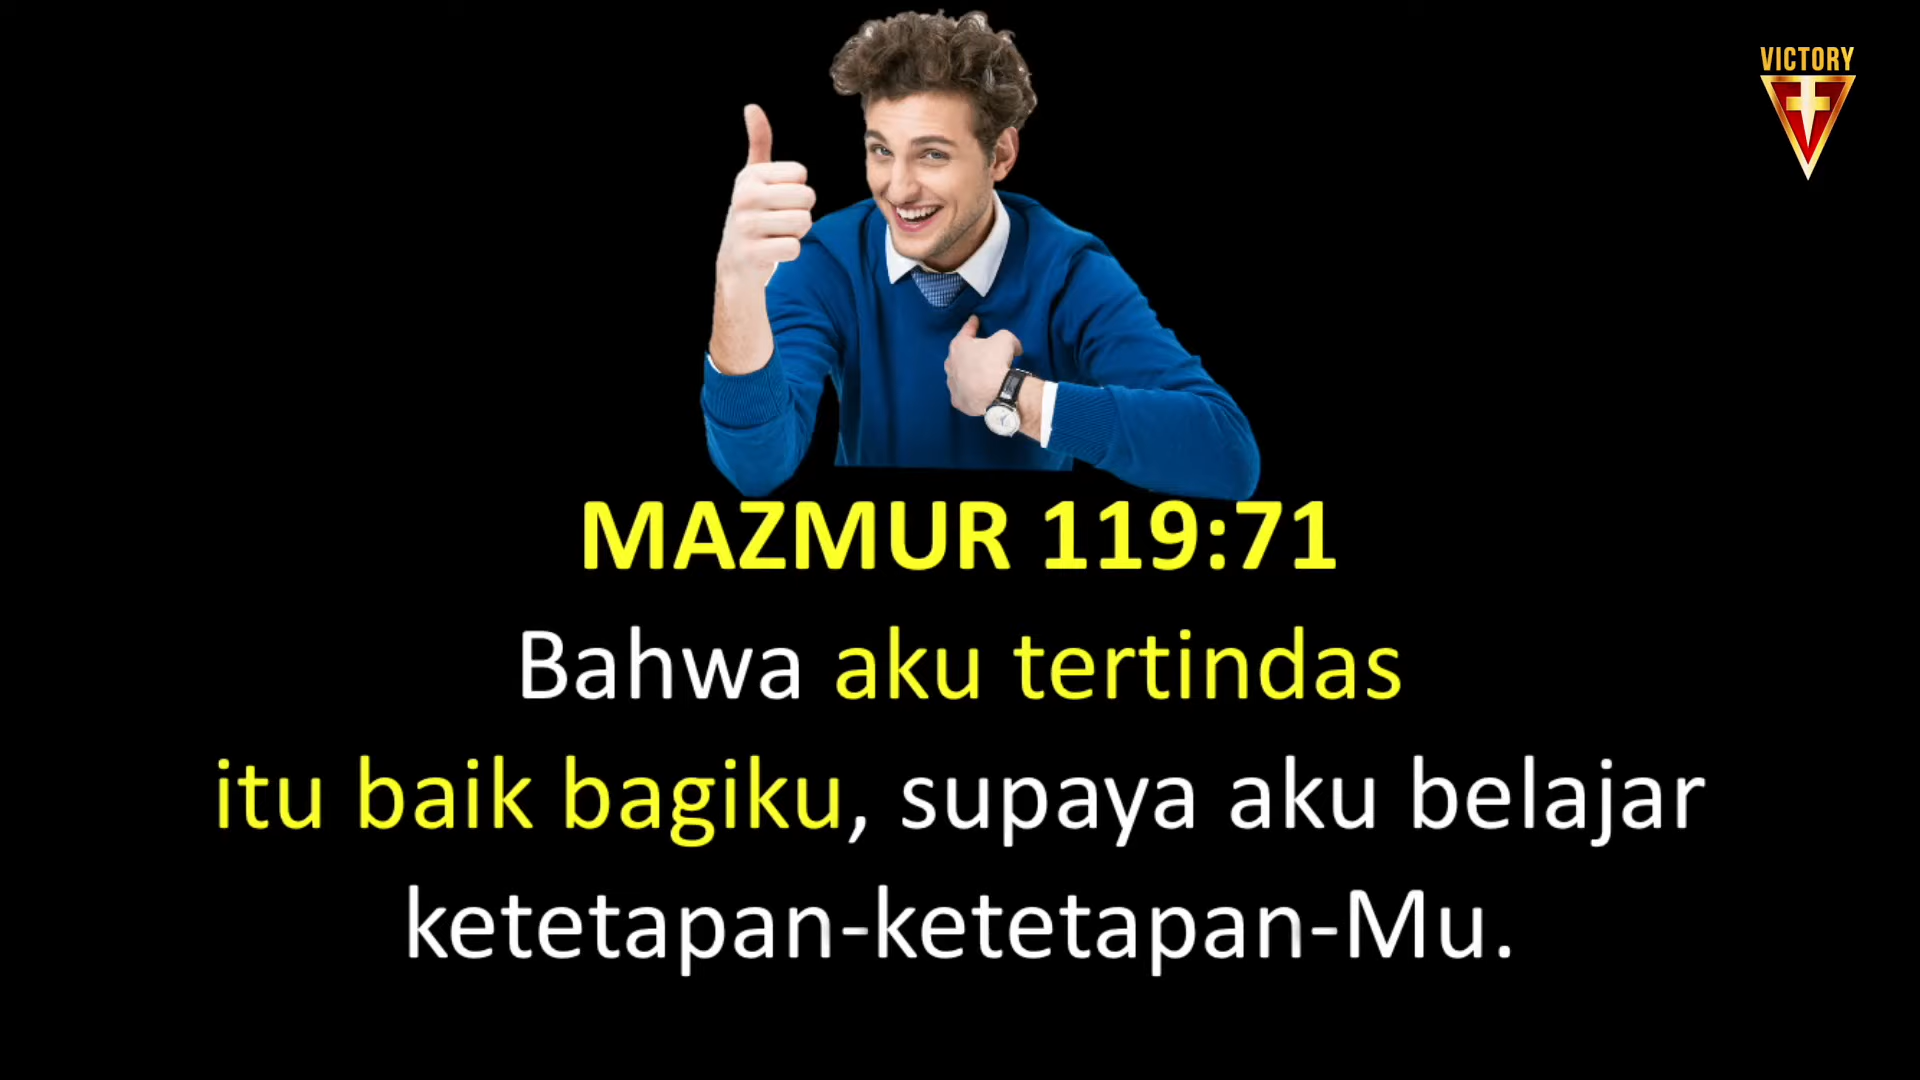 VICTORY
MAZMUR 119:71
Bahwa aku tertindas
itu baik bagiku, supaya aku belajar
ketetapan-ketetapan-Mu.